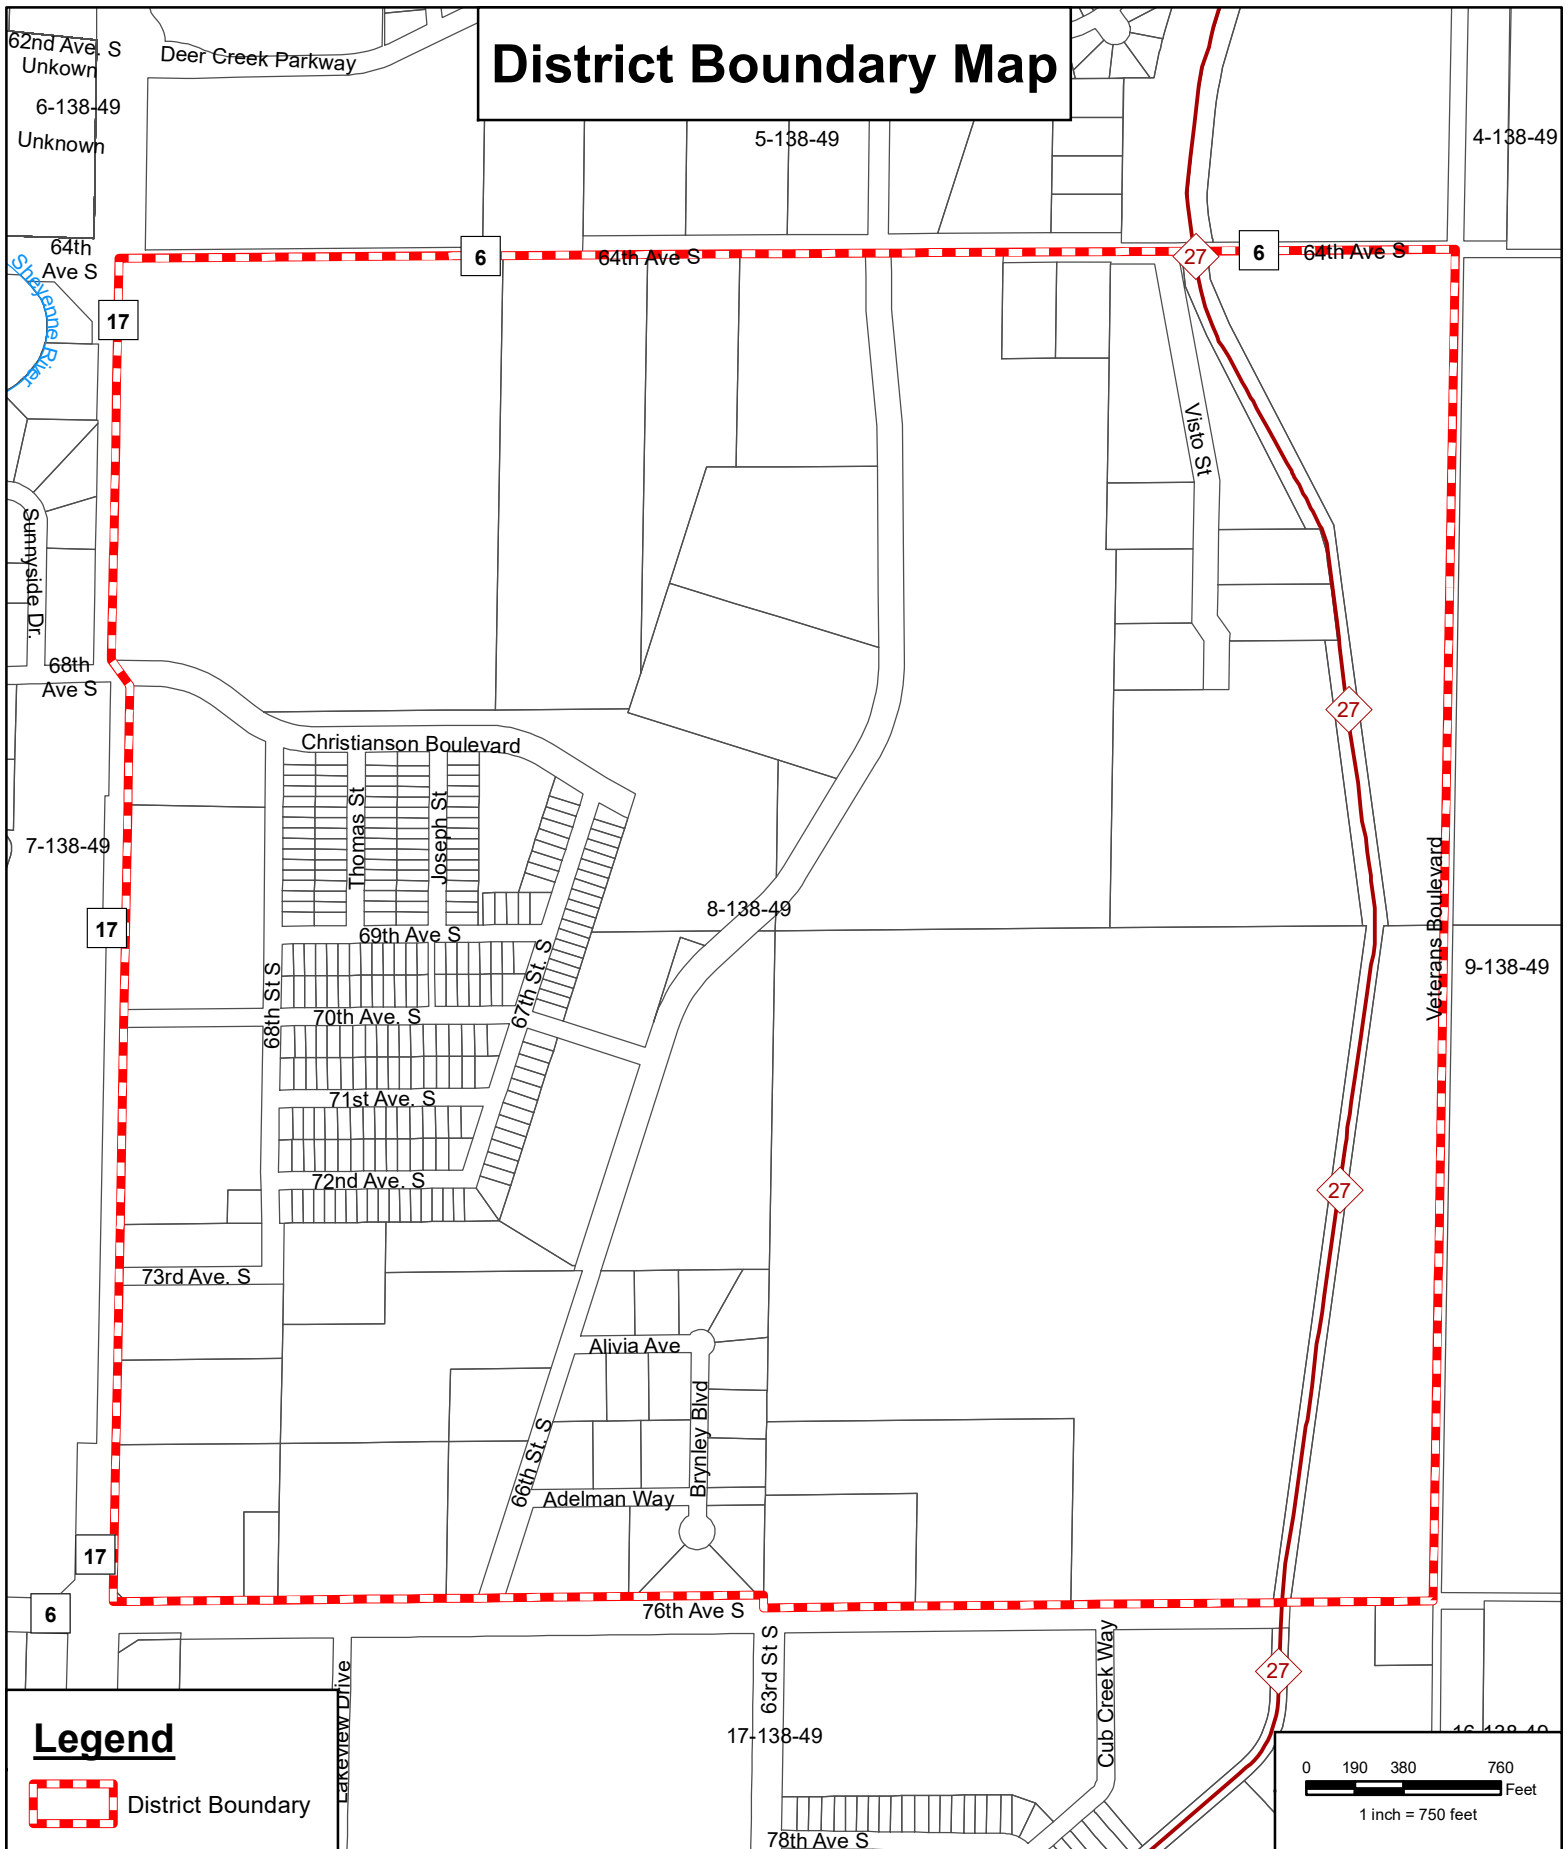 District Boundary Map
62nd Ave. S
Unkown
Deer Creek Parkway
6-138-49
Unknown
5-138-49
4-138-49
64th
Ave S
6
64th Ave S
27
6
64th Ave S
Sheyenne River
17
Visto St
Sunnyside Dr.
68th
Ave S
27
Christianson Boulevard
Thomas St
Joseph St
7-138-49
Veterans Boulevard
8-138-49
17
69th Ave S
67th St. S
68th St S
9-138-49
70th Ave. S
71st Ave. S
72nd Ave. S
27
73rd Ave. S
Alivia Ave
Brynley Blvd
66th St. S
Adelman Way
17
6
76th Ave S
63rd St S
Cub Creek Way
27
Lakeview Drive
17-138-49
16-138-49
78th Ave S
Legend
District Boundary
0 190 380 760
Feet
1 inch = 750 feet